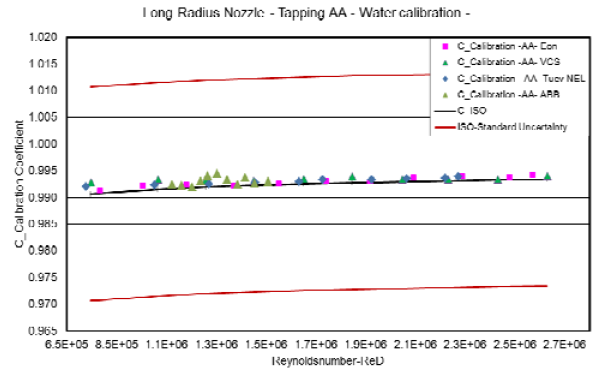 Long Radius Nozzle - Tapping AA - Water calibration -
C_Calibration Coefficient
1.020
1.015
1.010
1.005
1.000
0.995
0.990
0.985
0.980
0.975
0.970
0.965
C_Calibration -AA- Eon
C_Calibration -AA- VCS
C_Calibration -AA- Tuev NEL
C_Calibration -AA- ABB
C_ISO
ISO-Standard Uncertainty
6.5E+05 8.5E+05 1.1E+06 1.3E+06 1.5E+06 1.7E+06 1.9E+06 2.1E+06 2.3E+06 2.5E+06 2.7E+06
Reynoldsnumber-ReD